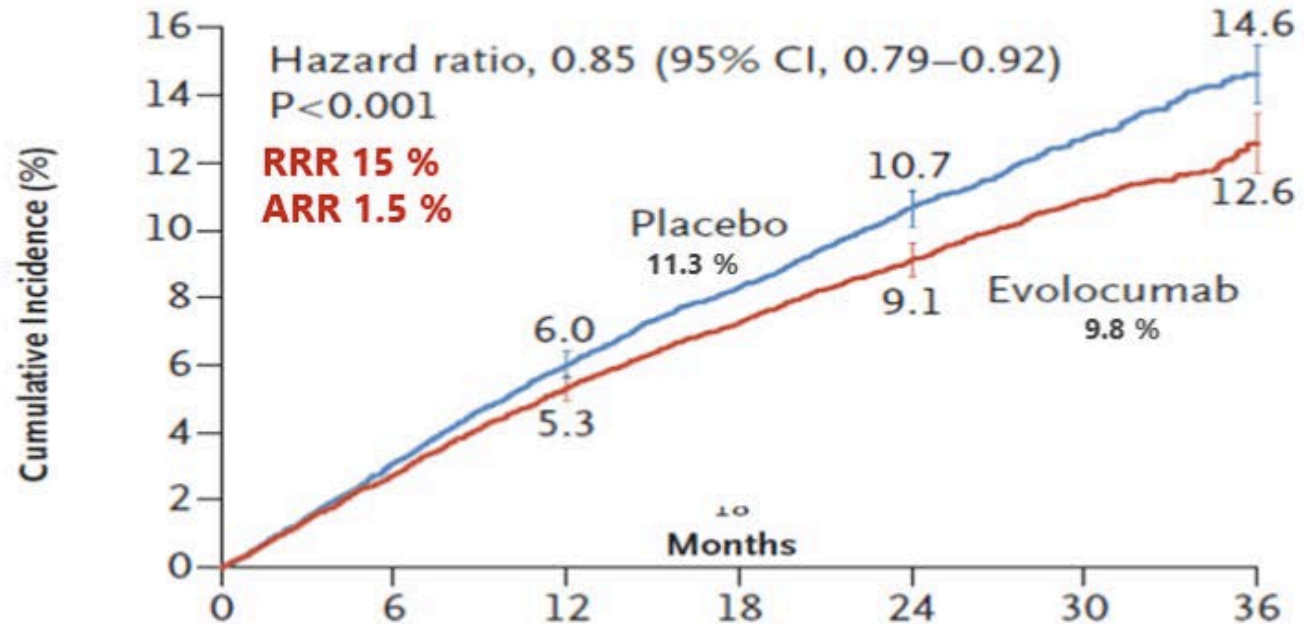 16
14
12
10
8
6
4
2
0
Cumulative Incidence (%)
Hazard ratio, 0.85 (95% CI, 0.79–0.92)
P<0.001
RRR 15 %
ARR 1.5 %
14.6
12.6
10.7
9.1
6.0
5.3
Placebo
11.3 %
Evolocumab
9.8 %
Months
0 6 12 18 24 30 36